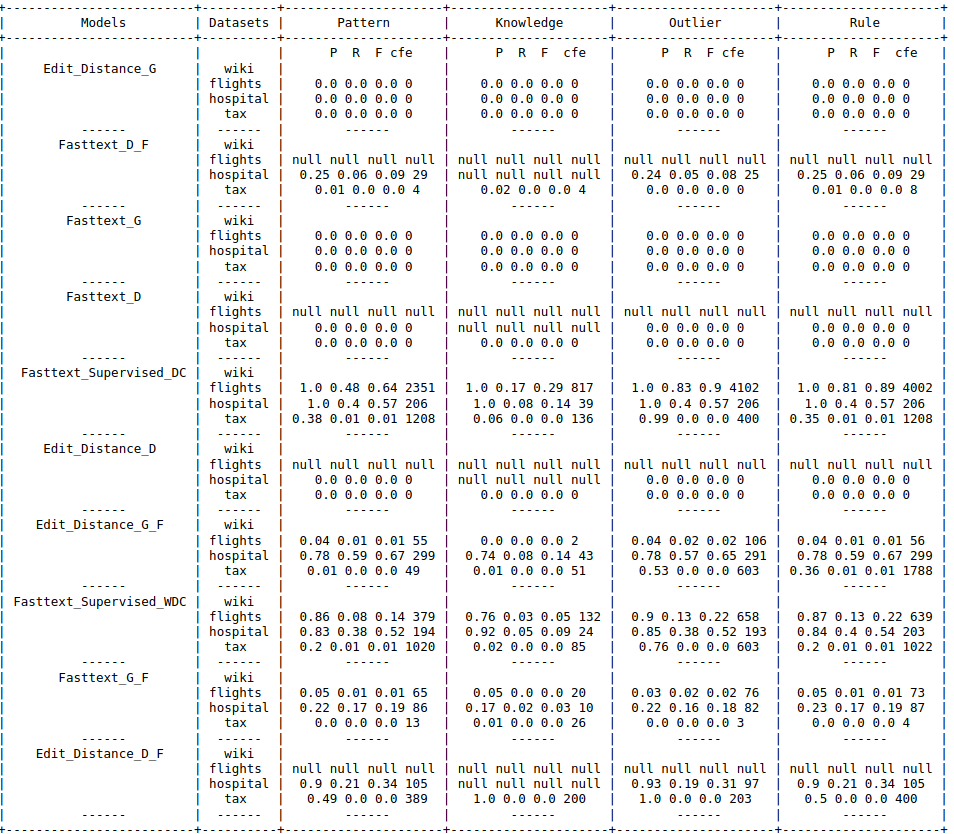 +-------------------------+----------+---------------------+---------------------+---------------------+---------------------+
|          Models         | Datasets |       Pattern       |      Knowledge      |       Outlier       |         Rule        |
+-------------------------+----------+---------------------+---------------------+---------------------+---------------------+
|                         |          |      P  R  F cfe    |      P  R  F  cfe   |     P  R  F cfe     |     P  R  F  cfe    |
|     Edit_Distance_G     |   wiki   |                     |                     |                     |                     |
|                         | flights  |    0.0 0.0 0.0 0    |    0.0 0.0 0.0 0    |    0.0 0.0 0.0 0    |    0.0 0.0 0.0 0    |
|                         | hospital |    0.0 0.0 0.0 0    |    0.0 0.0 0.0 0    |    0.0 0.0 0.0 0    |    0.0 0.0 0.0 0    |
|                         |   tax    |    0.0 0.0 0.0 0    |    0.0 0.0 0.0 0    |    0.0 0.0 0.0 0    |    0.0 0.0 0.0 0    |
|          ------         |  ------  |        ------       |        ------       |        ------       |        ------       |
|       Fasttext_D_F      |   wiki   |                     |                     |                     |                     |
|                         | flights  | null null null null | null null null null | null null null null | null null null null |
|                         | hospital |  0.25 0.06 0.09 29  | null null null null |  0.24 0.05 0.08 25  |  0.25 0.06 0.09 29  |
|                         |   tax    |    0.01 0.0 0.0 4   |    0.02 0.0 0.0 4   |    0.0 0.0 0.0 0    |    0.01 0.0 0.0 8   |
|          ------         |  ------  |        ------       |        ------       |        ------       |        ------       |
|        Fasttext_G       |   wiki   |                     |                     |                     |                     |
|                         | flights  |    0.0 0.0 0.0 0    |    0.0 0.0 0.0 0    |    0.0 0.0 0.0 0    |    0.0 0.0 0.0 0    |
|                         | hospital |    0.0 0.0 0.0 0    |    0.0 0.0 0.0 0    |    0.0 0.0 0.0 0    |    0.0 0.0 0.0 0    |
|                         |   tax    |    0.0 0.0 0.0 0    |    0.0 0.0 0.0 0    |    0.0 0.0 0.0 0    |    0.0 0.0 0.0 0    |
|          ------         |  ------  |        ------       |        ------       |        ------       |        ------       |
|        Fasttext_D       |   wiki   |                     |                     |                     |                     |
|                         | flights  | null null null null | null null null null | null null null null | null null null null |
|                         | hospital |    0.0 0.0 0.0 0    | null null null null |    0.0 0.0 0.0 0    |    0.0 0.0 0.0 0    |
|                         |   tax    |    0.0 0.0 0.0 0    |    0.0 0.0 0.0 0    |    0.0 0.0 0.0 0    |    0.0 0.0 0.0 0    |
|          ------         |  ------  |        ------       |        ------       |        ------       |        ------       |
|  Fasttext_Supervised_DC |   wiki   |                     |                     |                     |                     |
|                         | flights  |  1.0 0.48 0.64 2351 |  1.0 0.17 0.29 817  |  1.0 0.83 0.9 4102  |  1.0 0.81 0.89 4002 |
|                         | hospital |   1.0 0.4 0.57 206  |   1.0 0.08 0.14 39  |   1.0 0.4 0.57 206  |   1.0 0.4 0.57 206  |
|                         |   tax    | 0.38 0.01 0.01 1208 |   0.06 0.0 0.0 136  |   0.99 0.0 0.0 400  | 0.35 0.01 0.01 1208 |
|          ------         |  ------  |        ------       |        ------       |        ------       |        ------       |
|     Edit_Distance_D     |   wiki   |                     |                     |                     |                     |
|                         | flights  | null null null null | null null null null | null null null null | null null null null |
|                         | hospital |    0.0 0.0 0.0 0    | null null null null |    0.0 0.0 0.0 0    |    0.0 0.0 0.0 0    |
|                         |   tax    |    0.0 0.0 0.0 0    |    0.0 0.0 0.0 0    |    0.0 0.0 0.0 0    |    0.0 0.0 0.0 0    |
|          ------         |  ------  |        ------       |        ------       |        ------       |        ------       |
|    Edit_Distance_G_F    |   wiki   |                     |                     |                     |                     |
|                         | flights  |  0.04 0.01 0.01 55  |    0.0 0.0 0.0 2    |  0.04 0.02 0.02 106 |  0.04 0.01 0.01 56  |
|                         | hospital |  0.78 0.59 0.67 299 |  0.74 0.08 0.14 43  |  0.78 0.57 0.65 291 |  0.78 0.59 0.67 299 |
|                         |   tax    |   0.01 0.0 0.0 49   |   0.01 0.0 0.0 51   |   0.53 0.0 0.0 603  | 0.36 0.01 0.01 1788 |
|          ------         |  ------  |        ------       |        ------       |        ------       |        ------       |
| Fasttext_Supervised_WDC |   wiki   |                     |                     |                     |                     |
|                         | flights  |  0.86 0.08 0.14 379 |  0.76 0.03 0.05 132 |  0.9 0.13 0.22 658  |  0.87 0.13 0.22 639 |
|                         | hospital |  0.83 0.38 0.52 194 |  0.92 0.05 0.09 24  |  0.85 0.38 0.52 193 |  0.84 0.4 0.54 203  |
|                         |   tax    |  0.2 0.01 0.01 1020 |   0.02 0.0 0.0 85   |   0.76 0.0 0.0 603  |  0.2 0.01 0.01 1022 |
|          ------         |  ------  |        ------       |        ------       |        ------       |        ------       |
|       Fasttext_G_F      |   wiki   |                     |                     |                     |                     |
|                         | flights  |  0.05 0.01 0.01 65  |   0.05 0.0 0.0 20   |  0.03 0.02 0.02 76  |  0.05 0.01 0.01 73  |
|                         | hospital |  0.22 0.17 0.19 86  |  0.17 0.02 0.03 10  |  0.22 0.16 0.18 82  |  0.23 0.17 0.19 87  |
|                         |   tax    |    0.0 0.0 0.0 13   |   0.01 0.0 0.0 26   |    0.0 0.0 0.0 3    |    0.0 0.0 0.0 4    |
|          ------         |  ------  |        ------       |        ------       |        ------       |        ------       |
|    Edit_Distance_D_F    |   wiki   |                     |                     |                     |                     |
|                         | flights  | null null null null | null null null null | null null null null | null null null null |
|                         | hospital |  0.9 0.21 0.34 105  | null null null null |  0.93 0.19 0.31 97  |  0.9 0.21 0.34 105  |
|                         |   tax    |   0.49 0.0 0.0 389  |   1.0 0.0 0.0 200   |   1.0 0.0 0.0 203   |   0.5 0.0 0.0 400   |
|          ------         |  ------  |        ------       |        ------       |        ------       |        ------       |
+-------------------------+----------+---------------------+---------------------+---------------------+---------------------+